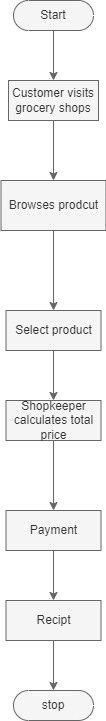 Start
Customer visits
grocery shops
Browses prodcut
Select product
Shopkeeper
calculates total
price
Payment
Recipt
stop